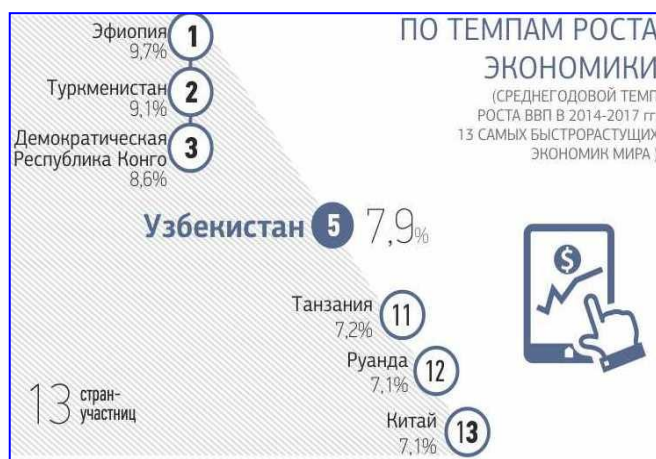 ПО ТЕМПАМ РОСТА
ЭКОНОМИКИ
(СРЕДНЕГОДОВОЙ ТЕМП
РОСТА ВВП В 2014-2017 гг
13 САМЫХ БЫСТРОРАСТУЩИХ
ЭКОНОМИК МИРА )
Эфиопия 1
9,7%
Туркменистан 2
9,1%
Демократическая
Республика Конго 3
8,6%
Узбекистан 5 7,9%
Танзания 11
7,2%
Руанда 12
7,1%
Китай 13
7,1%
13 стран-
участниц
$